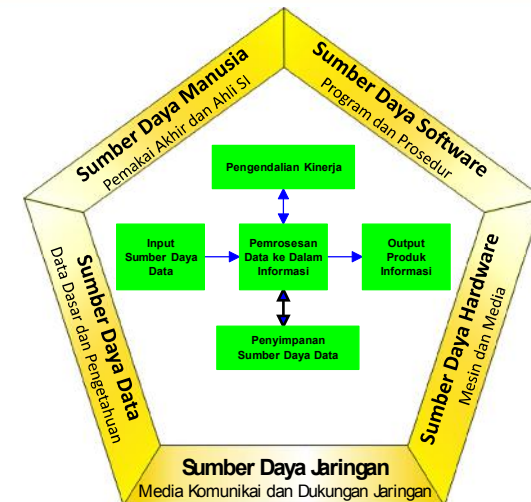 Sumber Daya Manusia
Pemakai Akhir dan Ahli SI
Sumber Daya Software
Program dan Prosedur
Pengendalian Kinerja
Input
Sumber Daya
Data
Pemrosesan
Data ke Dalam
Informasi
Output
Produk
Informasi
Penyimpanan
Sumber Daya Data
Sumber Daya Data
Data Dasar dan Pengetahuan
Sumber Daya Hardware
Mesin dan Media
Sumber Daya Jaringan
Media Komunikai dan Dukungan Jaringan